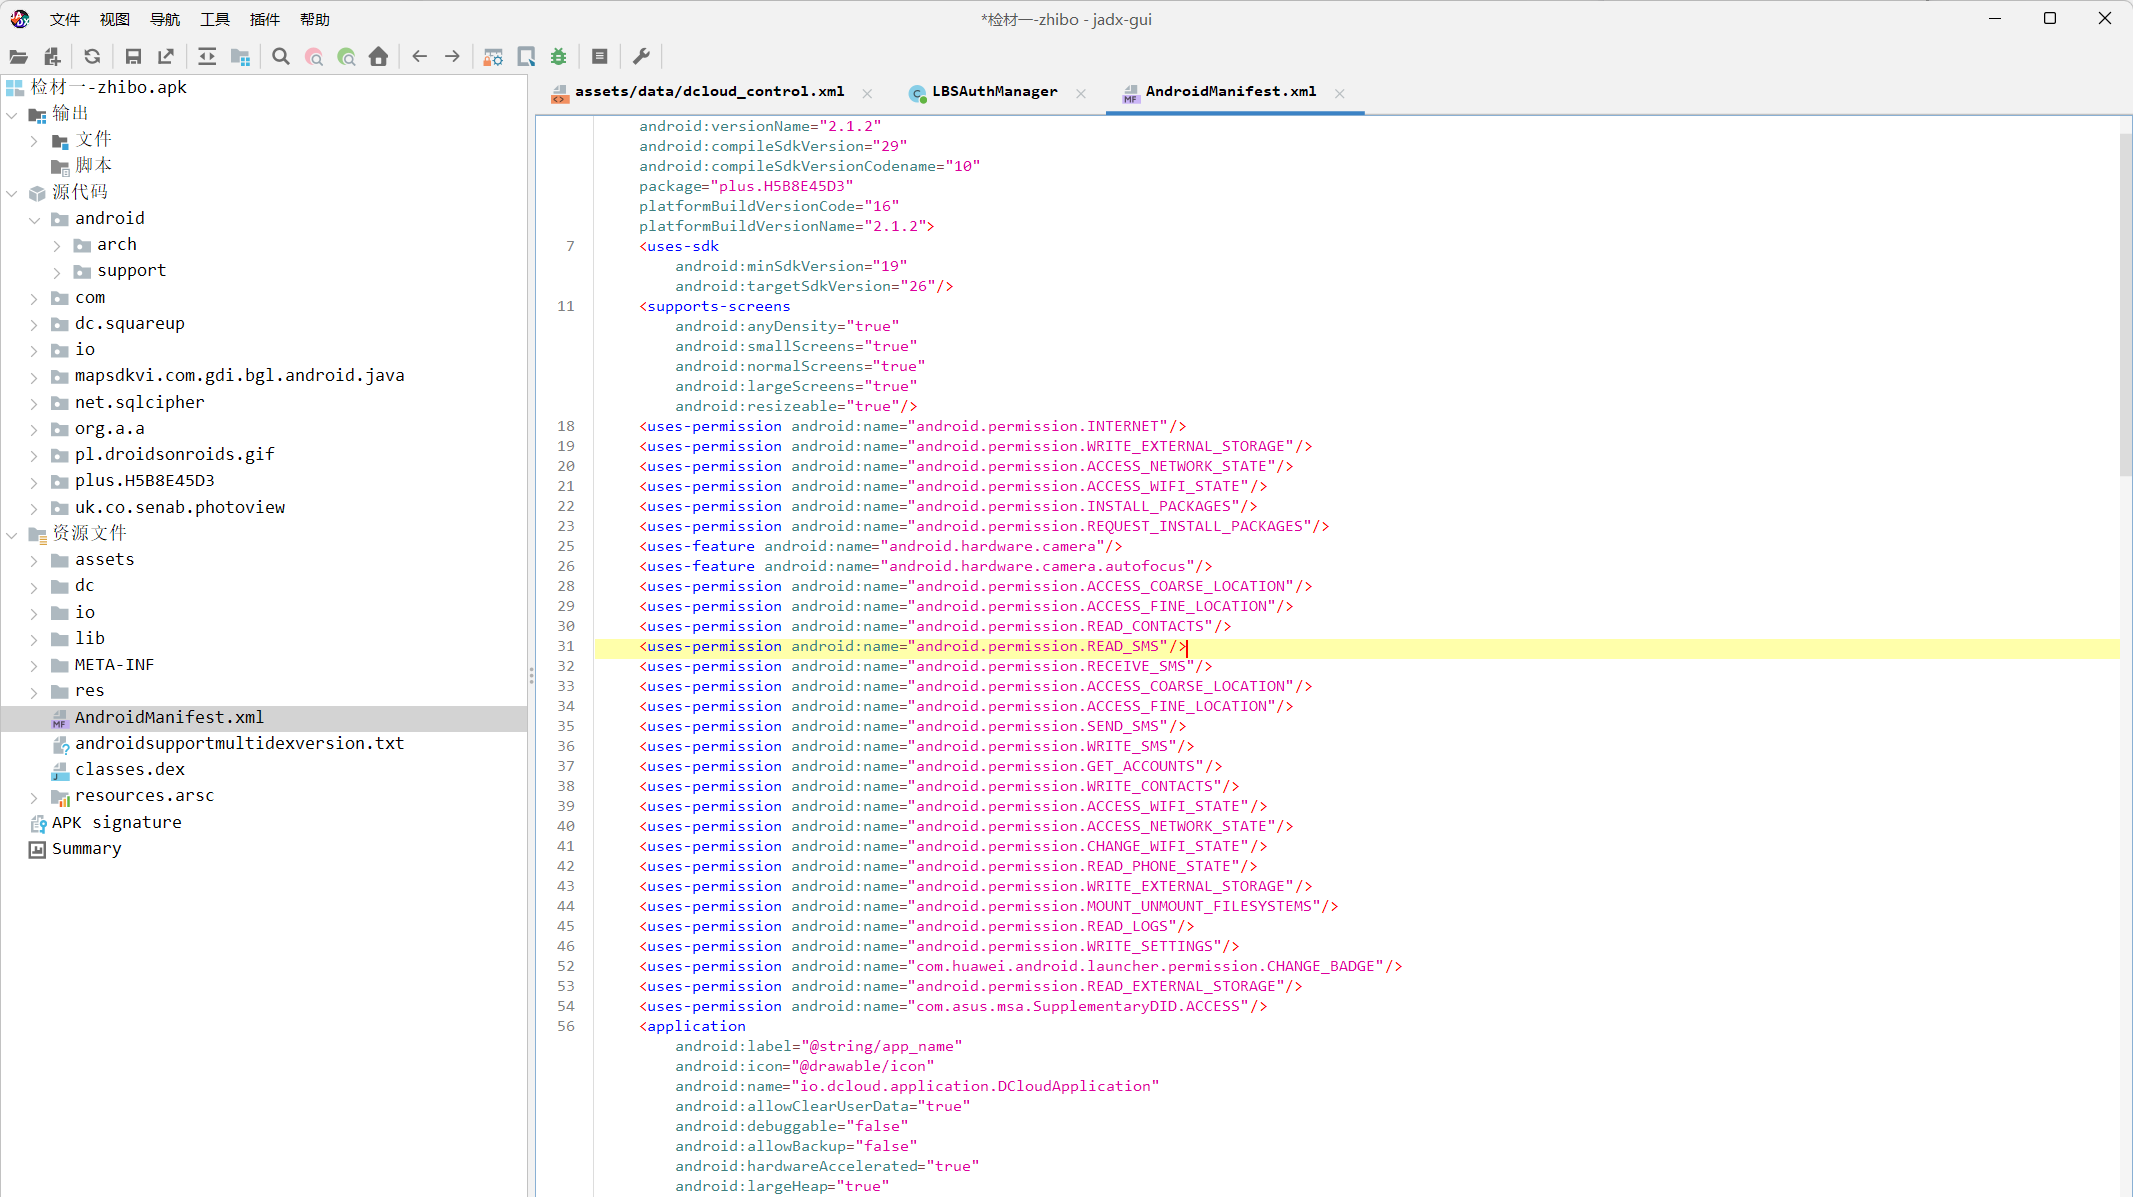 文件 视图 导航 工具 插件 帮助
*检材一-zhibo - jadx-gui
检材一-zhibo.apk
输出
文件
脚本
源代码
android
arch
support
com
dc.squareup
io
mapsdkvi.com.gdi.bgl.android.java
net.sqlcipher
org.a.a
pl.droidsonroids.gif
plus.H5B8E45D3
uk.co.senab.photoview
资源文件
assets
dc
io
lib
META-INF
res
AndroidManifest.xml
androidsupportmultidexversion.txt
classes.dex
resources.arsc
APK signature
Summary
assets/data/dcloud_control.xml LBSAuthManager AndroidManifest.xml
android:versionName="2.1.2"
android:compileSdkVersion="29"
android:compileSdkVersionCodename="10"
package="plus.H5B8E45D3"
platformBuildVersionCode="16"
platformBuildVersionName="2.1.2">
7 <uses-sdk
android:minSdkVersion="19"
android:targetSdkVersion="26"/>
11 <supports-screens
android:anyDensity="true"
android:smallScreens="true"
android:normalScreens="true"
android:largeScreens="true"
android:resizeable="true"/>
18 <uses-permission android:name="android.permission.INTERNET"/>
19 <uses-permission android:name="android.permission.WRITE_EXTERNAL_STORAGE"/>
20 <uses-permission android:name="android.permission.ACCESS_NETWORK_STATE"/>
21 <uses-permission android:name="android.permission.ACCESS_WIFI_STATE"/>
22 <uses-permission android:name="android.permission.INSTALL_PACKAGES"/>
23 <uses-permission android:name="android.permission.REQUEST_INSTALL_PACKAGES"/>
25 <uses-feature android:name="android.hardware.camera"/>
26 <uses-feature android:name="android.hardware.camera.autofocus"/>
28 <uses-permission android:name="android.permission.ACCESS_COARSE_LOCATION"/>
29 <uses-permission android:name="android.permission.ACCESS_FINE_LOCATION"/>
30 <uses-permission android:name="android.permission.READ_CONTACTS"/>
31 <uses-permission android:name="android.permission.READ_SMS"/>
32 <uses-permission android:name="android.permission.RECEIVE_SMS"/>
33 <uses-permission android:name="android.permission.ACCESS_COARSE_LOCATION"/>
34 <uses-permission android:name="android.permission.ACCESS_FINE_LOCATION"/>
35 <uses-permission android:name="android.permission.SEND_SMS"/>
36 <uses-permission android:name="android.permission.WRITE_SMS"/>
37 <uses-permission android:name="android.permission.GET_ACCOUNTS"/>
38 <uses-permission android:name="android.permission.WRITE_CONTACTS"/>
39 <uses-permission android:name="android.permission.ACCESS_WIFI_STATE"/>
40 <uses-permission android:name="android.permission.ACCESS_NETWORK_STATE"/>
41 <uses-permission android:name="android.permission.CHANGE_WIFI_STATE"/>
42 <uses-permission android:name="android.permission.READ_PHONE_STATE"/>
43 <uses-permission android:name="android.permission.WRITE_EXTERNAL_STORAGE"/>
44 <uses-permission android:name="android.permission.MOUNT_UNMOUNT_FILESYSTEMS"/>
45 <uses-permission android:name="android.permission.READ_LOGS"/>
46 <uses-permission android:name="android.permission.WRITE_SETTINGS"/>
52 <uses-permission android:name="com.huawei.android.launcher.permission.CHANGE_BADGE"/>
53 <uses-permission android:name="android.permission.READ_EXTERNAL_STORAGE"/>
54 <uses-permission android:name="com.asus.msa.SupplementaryDID.ACCESS"/>
56 <application
android:label="@string/app_name"
android:icon="@drawable/icon"
android:name="io.dcloud.application.DCloudApplication"
android:allowClearUserData="true"
android:debuggable="false"
android:allowBackup="false"
android:hardwareAccelerated="true"
android:largeHeap="true"